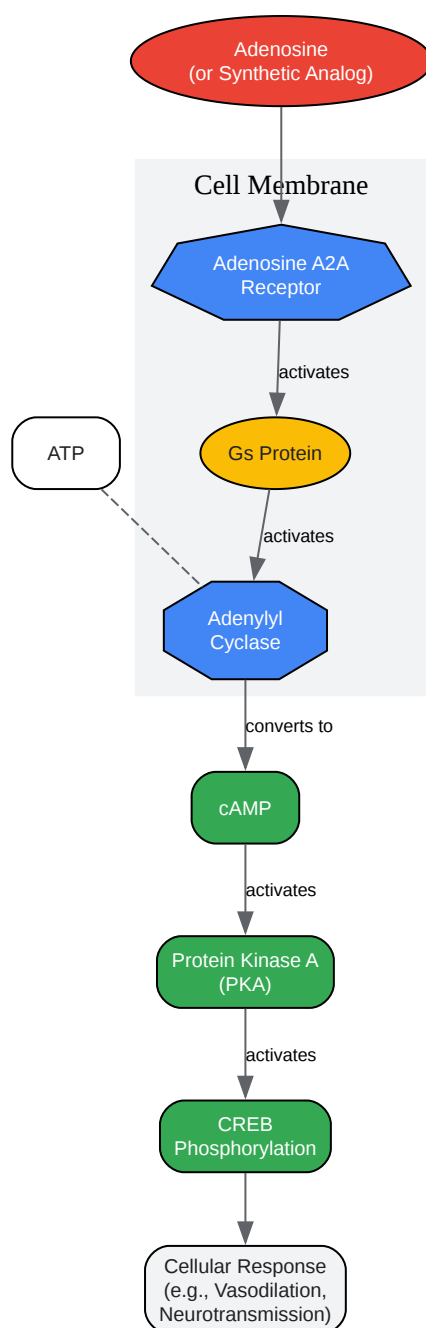 Adenosine
(or Synthetic Analog)
Cell Membrane
Adenosine A2A
Receptor
activates
ATP
Gs Protein
activates
Adenylyl
Cyclase
converts to
cAMP
activates
Protein Kinase A
(PKA)
activates
CREB
Phosphorylation
Cellular Response
(e.g., Vasodilation,
Neurotransmission)